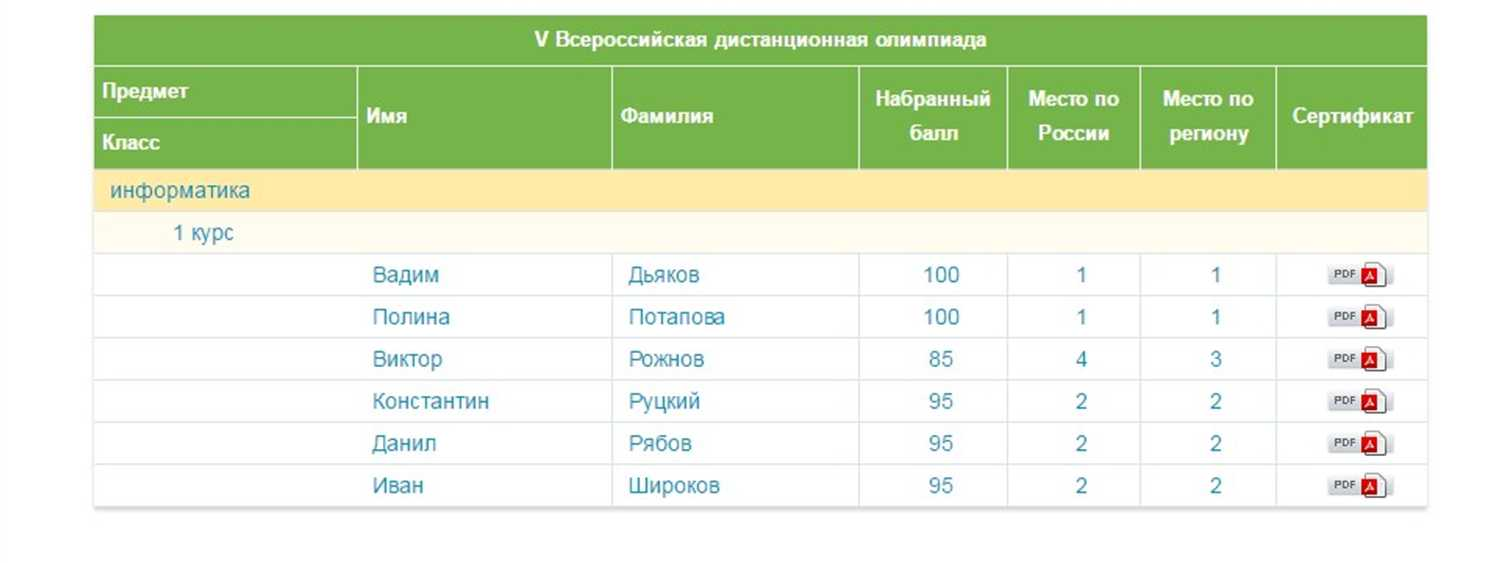 V Всероссийская дистанционная олимпиада
Предмет
Класс
Имя
Фамилия
Набранный
балл
Место по
России
Место по
региону
Сертификат
информатика
1 курс
Вадим Дьяков 100 1 1 PDF
Полина Потапова 100 1 1 PDF
Виктор Рожнов 85 4 3 PDF
Константин Руцкий 95 2 2 PDF
Данил Рябов 95 2 2 PDF
Иван Широков 95 2 2 PDF